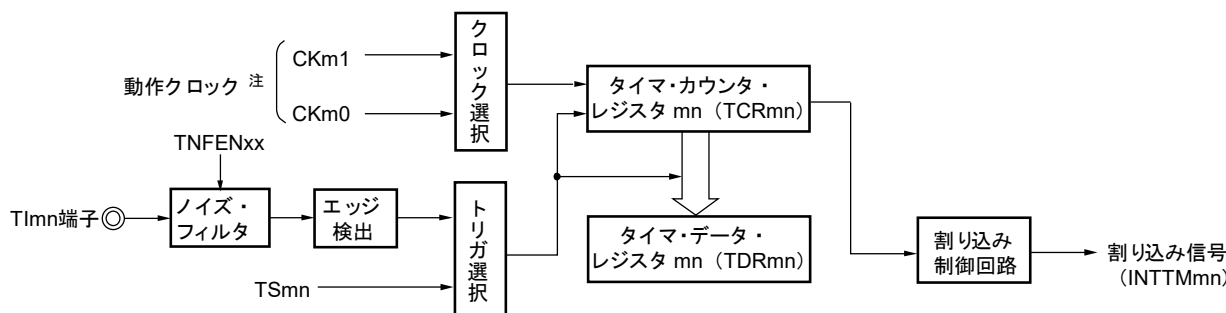 動作クロック 注
CKm1
CKm0
クロック選択
タイマ・カウンタ・
レジスタ mn（TCRmn）
TNFENxx
TImn端子
ノイズ・
フィルタ
エッジ
検出
TSmn
トリガ選択
タイマ・データ・
レジスタ mn（TDRmn）
割り込み
制御回路
割り込み信号
（INTTMmn）